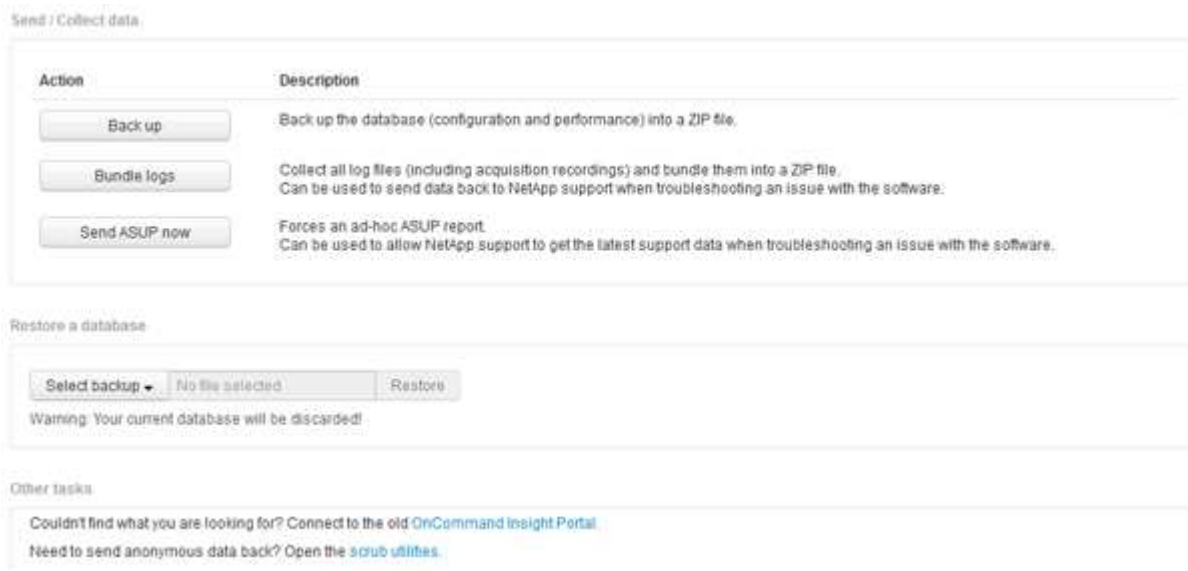 Send / Collect data
Action Description
Back up Back up the database (configuration and performance) into a ZIP file.
Bundle logs Collect all log files (including acquisition recordings) and bundle them into a ZIP file.
Can be used to send data back to NetApp support when troubleshooting an issue with the software.
Send ASUP now Forces an ad-hoc ASUP report.
Can be used to allow NetApp support to get the latest support data when troubleshooting an issue with the software.
Restore a database
Select backup No file selected Restore
Warning: Your current database will be discarded!
Other tasks
Couldn't find what you are looking for? Connect to the old OnCommand Insight Portal.
Need to send anonymous data back? Open the scrub utilities.